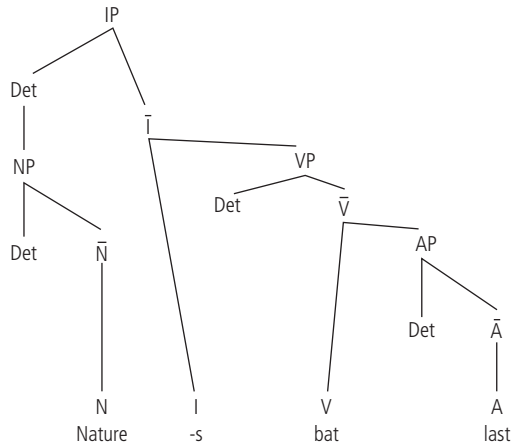 IP
Det
Ī
NP
VP
Det
V̄
Det
N̄
AP
Det
Ā
N I V A
Nature -s bat last